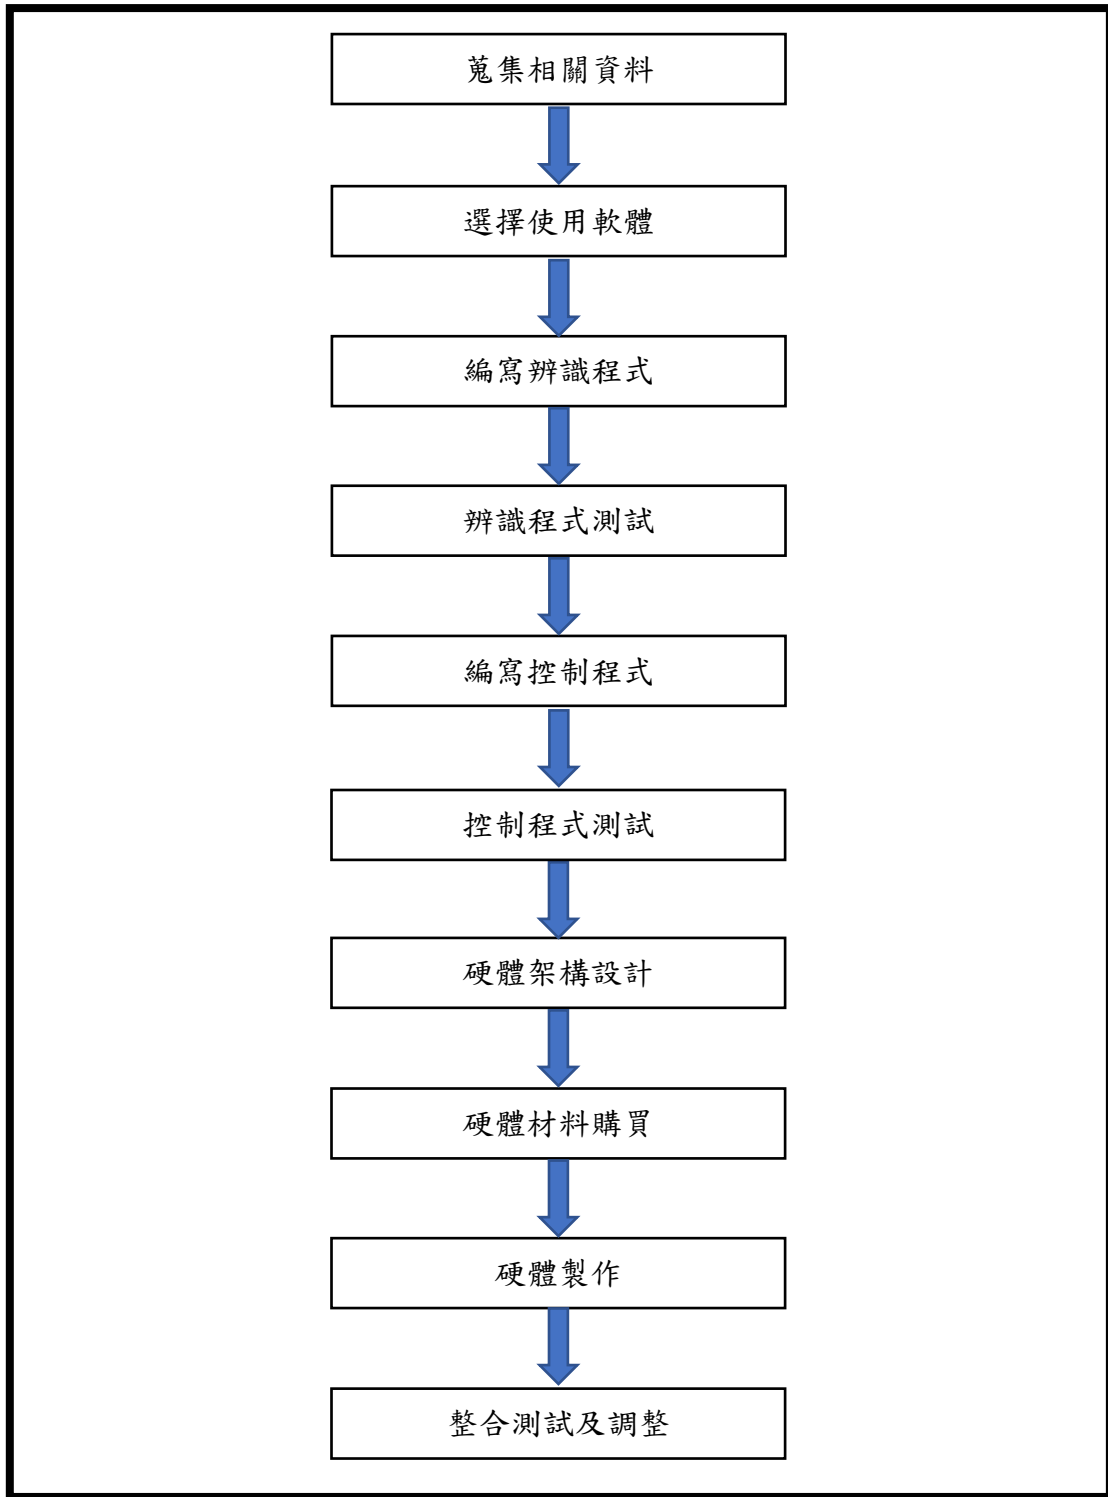 蒐集相關資料
選擇使用軟體
編寫辨識程式
辨識程式測試
編寫控制程式
控制程式測試
硬體架構設計
硬體材料購買
硬體製作
整合測試及調整